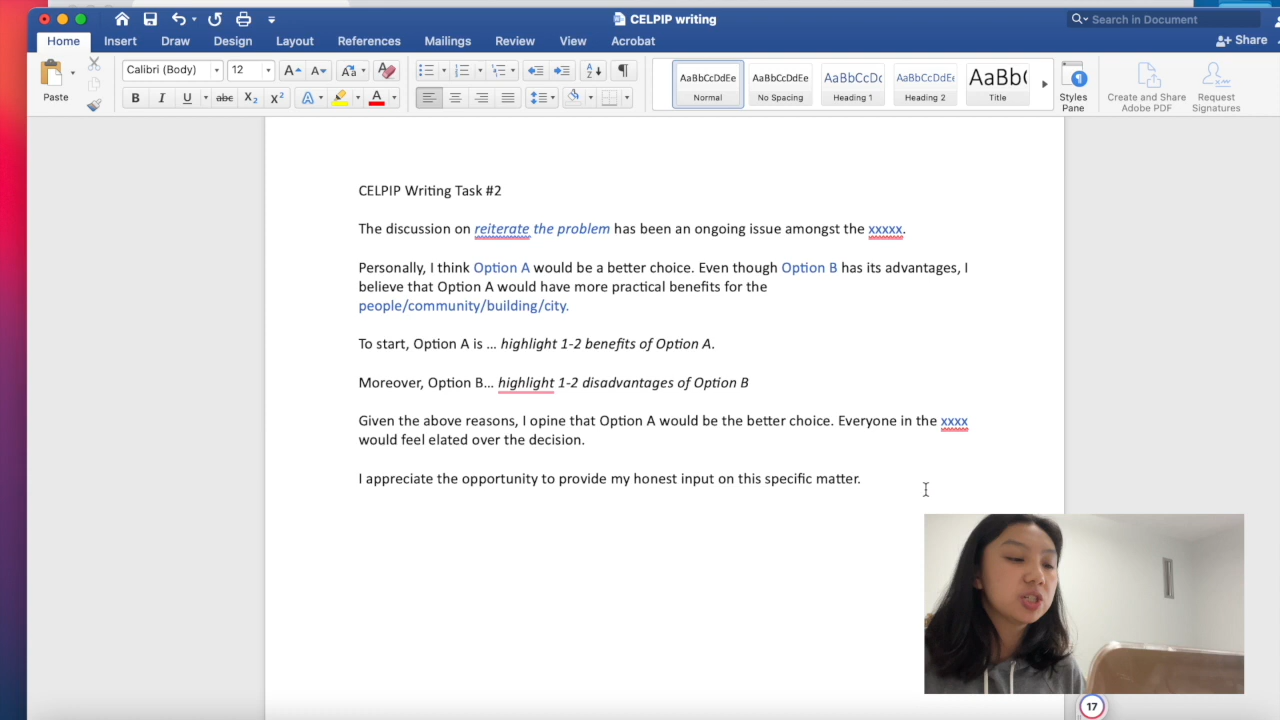 CELPIP writing
Search in Document
Home Insert Draw Design Layout References Mailings Review View Acrobat
Share
Paste
Calibri (Body) 12
AaBbCcDdEe AaBbCcDdEe AaBbCcDc AaBbCcDdEe AaBb(
Normal No Spacing Heading 1 Heading 2 Title
Styles
Pane
Create and Share
Adobe PDF
Request
Signatures
CELPIP Writing Task #2
The discussion on reiterate the problem has been an ongoing issue amongst the xxxxx.
Personally, I think Option A would be a better choice. Even though Option B has its advantages, I
believe that Option A would have more practical benefits for the
people/community/building/city.
To start, Option A is … highlight 1-2 benefits of Option A.
Moreover, Option B… highlight 1-2 disadvantages of Option B
Given the above reasons, I opine that Option A would be the better choice. Everyone in the xxxx
would feel elated over the decision.
I appreciate the opportunity to provide my honest input on this specific matter.
17